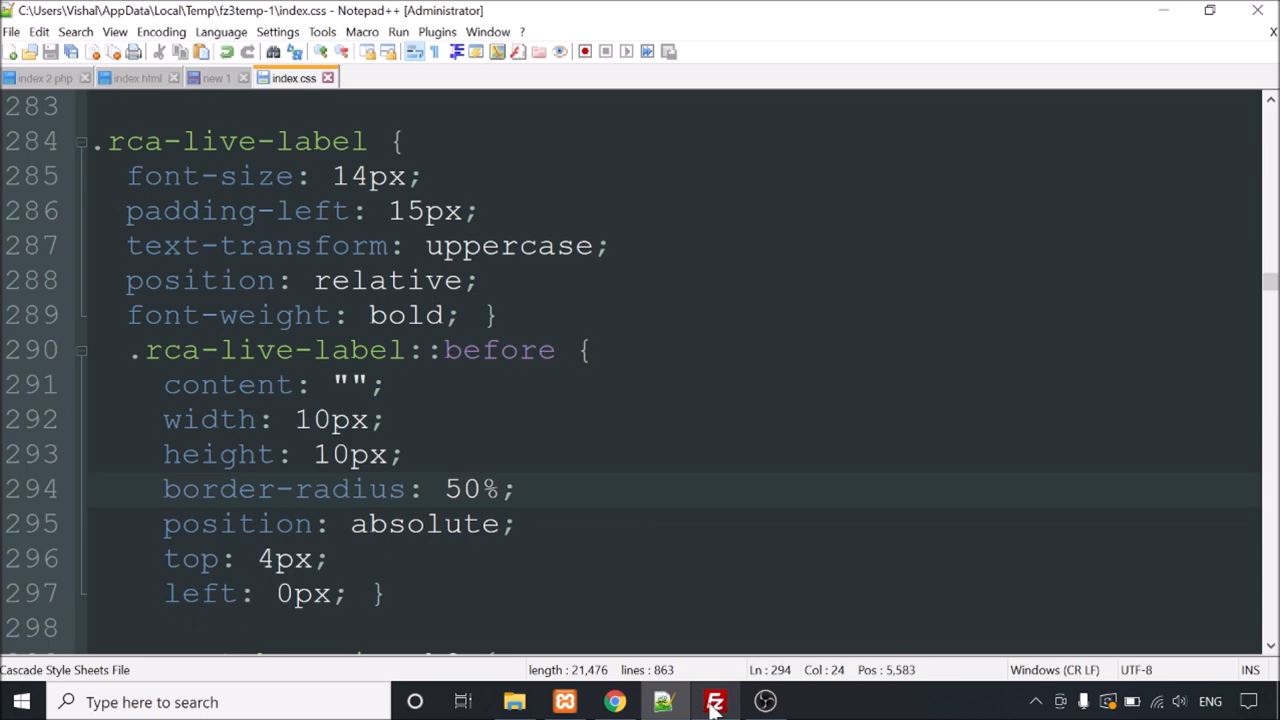 C:\Users\Vishal\AppData\Local\Temp\fz3temp-1\index.css - Notepad++ [Administrator]
File Edit Search View Encoding Language Settings Tools Macro Run Plugins Window ? X
index 2 php index.html new 1 index.css
283
284 .rca-live-label {
285 font-size: 14px;
286 padding-left: 15px;
287 text-transform: uppercase;
288 position: relative;
289 font-weight: bold; }
290 .rca-live-label::before {
291 content: "";
292 width: 10px;
293 height: 10px;
294 border-radius: 50%;
295 position: absolute;
296 top: 4px;
297 left: 0px; }
298
Cascade Style Sheets File length : 21,476 lines : 863 Ln : 294 Col : 24 Pos : 5,583 Windows (CR LF) UTF-8 INS
Type here to search ENG